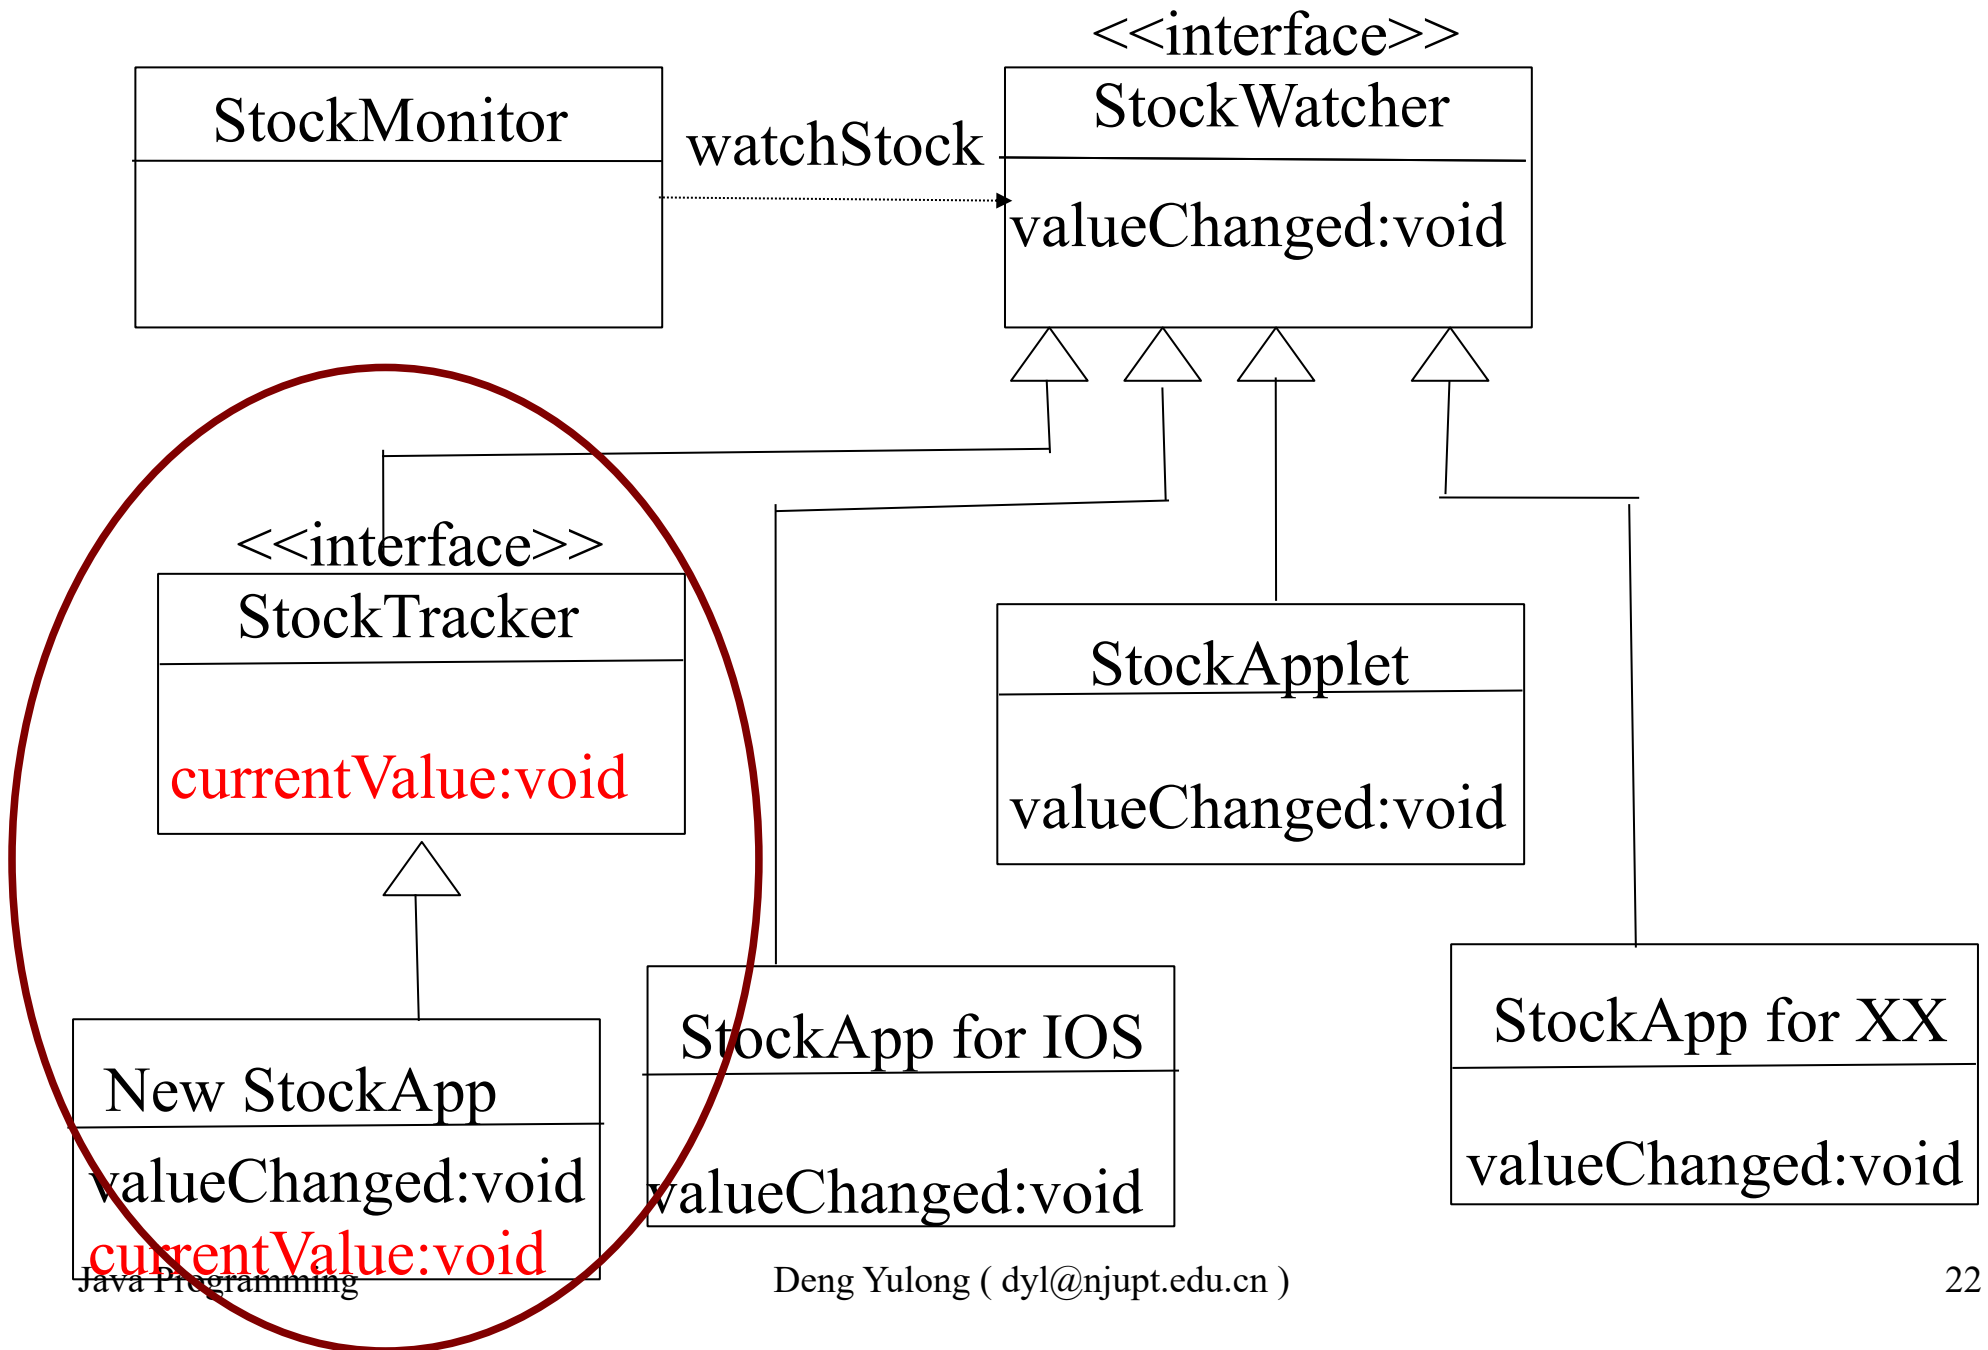 <<interface>>
StockMonitor
StockWatcher
watchStock
valueChanged:void
<<interface>>
StockTracker
currentValue:void
StockApplet
valueChanged:void
New StockApp
valueChanged:void
currentValue:void
StockApp for IOS
valueChanged:void
StockApp for XX
valueChanged:void
Java Programming
Deng Yulong ( dyl@njupt.edu.cn )
22